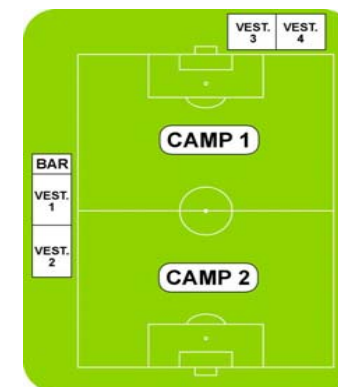 VEST.
3
VEST.
4
CAMP 1
BAR
VEST.
1
VEST.
2
CAMP 2